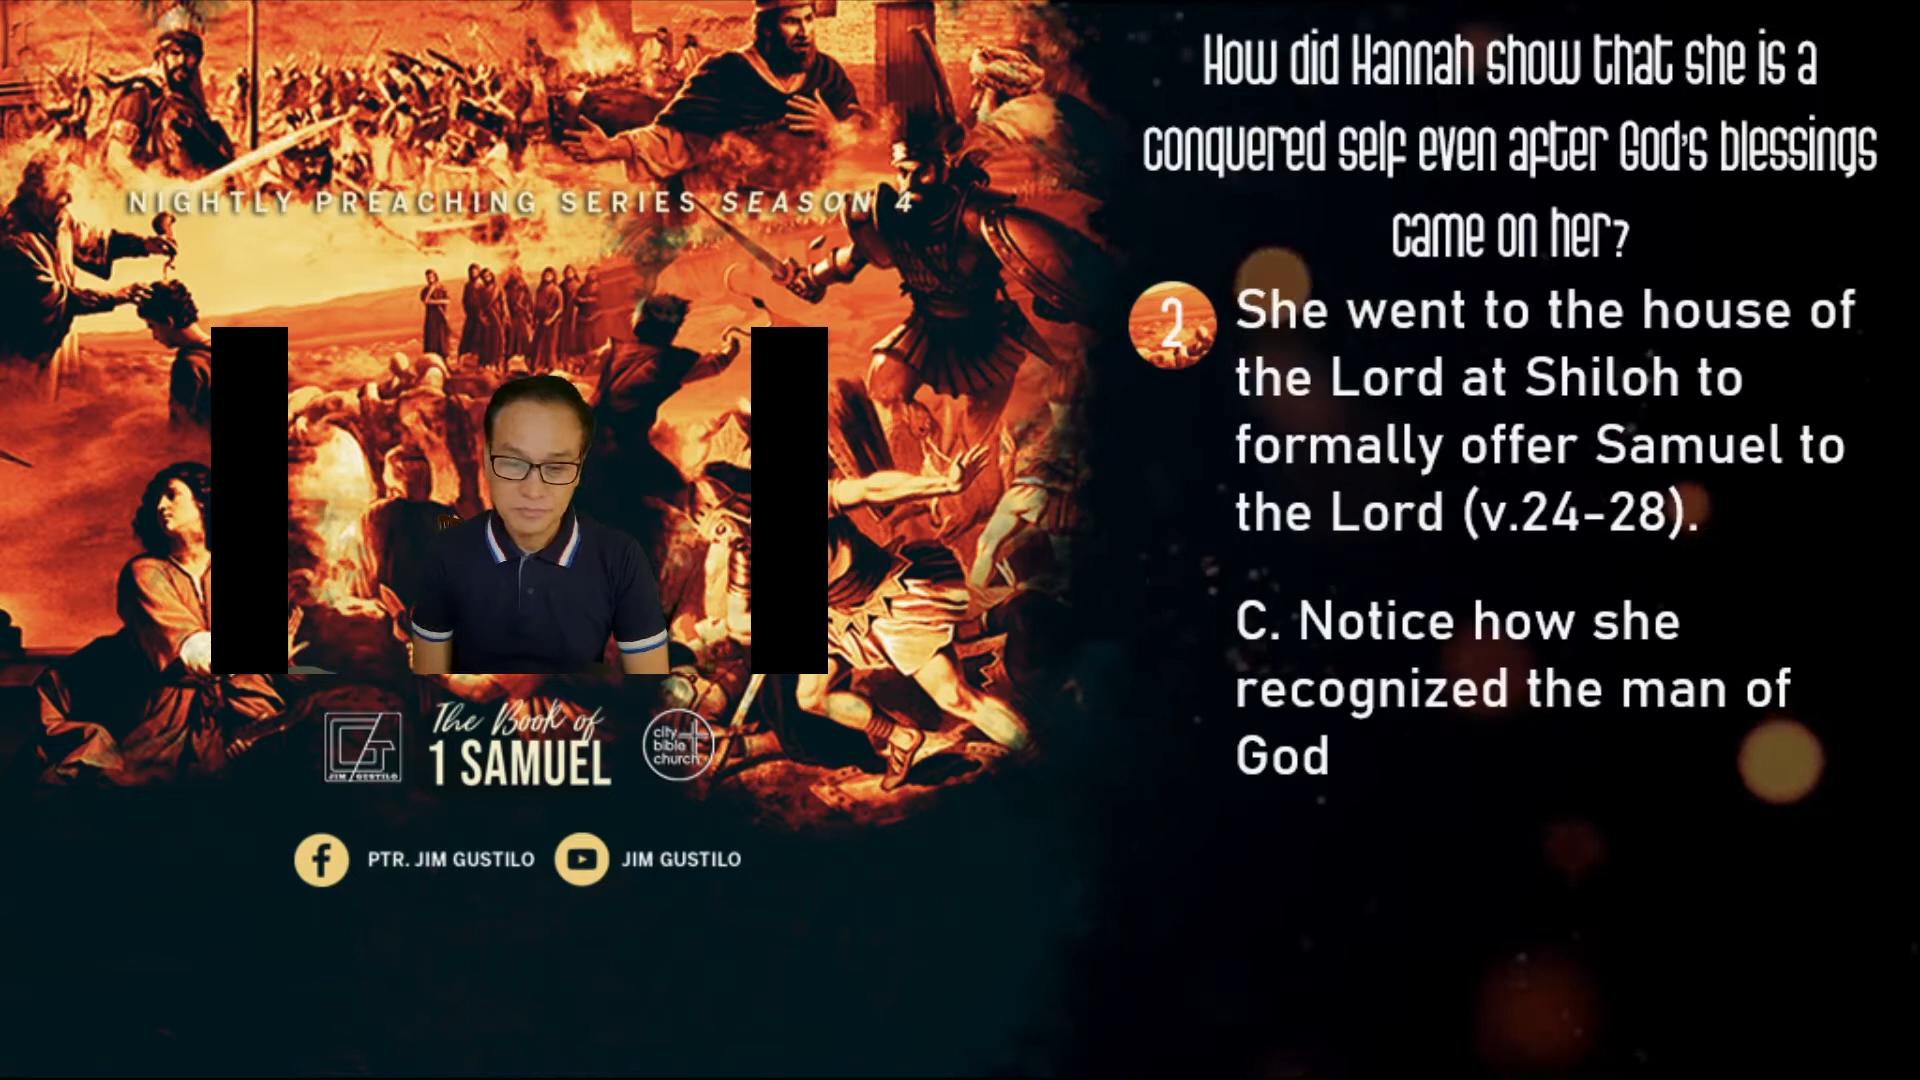 NIGHTLY PREACHING SERIES SEASON 4
The Book of
1 SAMUEL
JIM GUSTILO
city
bible
church
PTR. JIM GUSTILO
JIM GUSTILO
How did Hannah show that she is a
conquered self even after God's blessings
came on her?
2
She went to the house of
the Lord at Shiloh to
formally offer Samuel to
the Lord (v.24-28).
C. Notice how she
recognized the man of
God